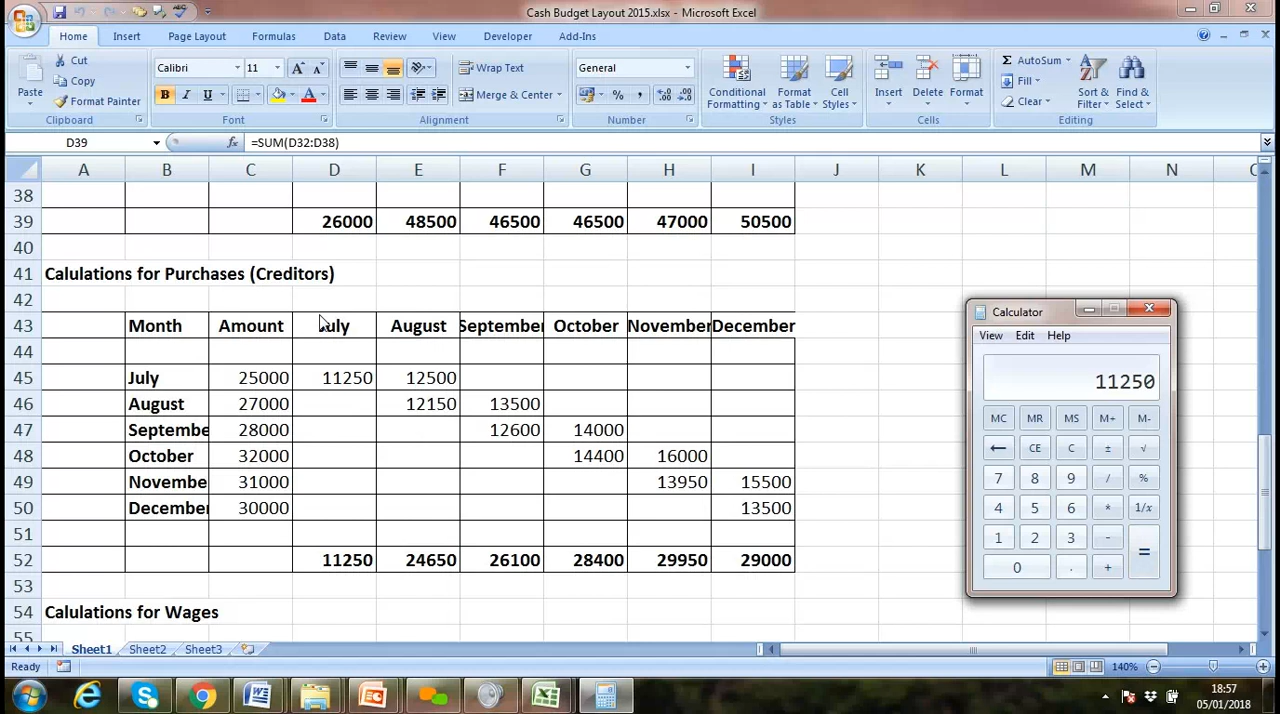 Cash Budget Layout 2015.xlsx - Microsoft Excel
Home Insert Page Layout Formulas Data Review View Developer Add-Ins
Paste Cut Copy Format Painter Clipboard
Calibri 11 B I U A A A Font
Wrap Text Merge & Center Alignment
General % , Number
Conditional Formatting Format as Table Cell Styles Styles
Insert Delete Format Cells
Σ AutoSum Fill Clear Sort & Filter Find & Select Editing
D39 fx =SUM(D32:D38)
A B C D E F G H I J K L M N
38
39 26000 48500 46500 46500 47000 50500
40
41 Calulations for Purchases (Creditors)
42
43 Month Amount July August September October November December
44
45 July 25000 11250 12500
46 August 27000 12150 13500
47 Septembe 28000 12600 14000
48 October 32000 14400 16000
49 Novembe 31000 13950 15500
50 December 30000 13500
51
52 11250 24650 26100 28400 29950 29000
53
54 Calulations for Wages
55
Calculator
View Edit Help
11250
MC MR MS M+ M-
← CE C ± √
7 8 9 / %
4 5 6 * 1/x
1 2 3 - =
0 . +
Sheet1 Sheet2 Sheet3
Ready 140%
18:57
05/01/2018